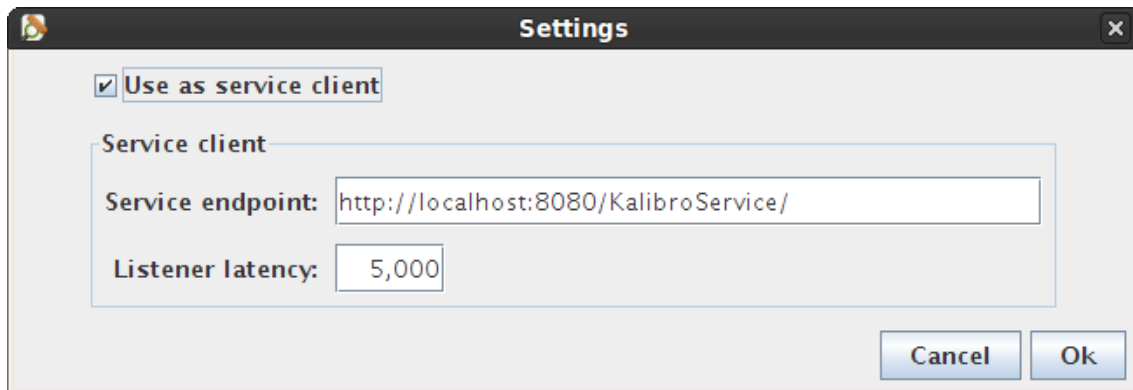 Settings
Use as service client
Service client
Service endpoint: http://localhost:8080/KalibroService/
Listener latency: 5,000
Cancel Ok